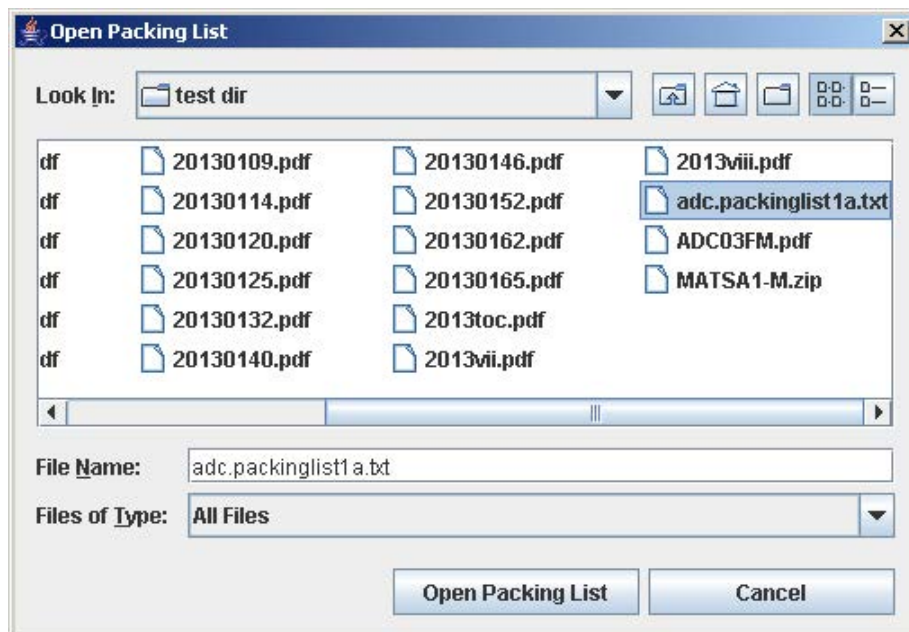 Open Packing List
Look In: test dir
df 20130109.pdf 20130146.pdf 2013viii.pdf
df 20130114.pdf 20130152.pdf adc.packinglist1a.txt
df 20130120.pdf 20130162.pdf ADC03FM.pdf
df 20130125.pdf 20130165.pdf MATSA1-M.zip
df 20130132.pdf 2013toc.pdf
df 20130140.pdf 2013vii.pdf
File Name: adc.packinglist1a.txt
Files of Type: All Files
Open Packing List Cancel